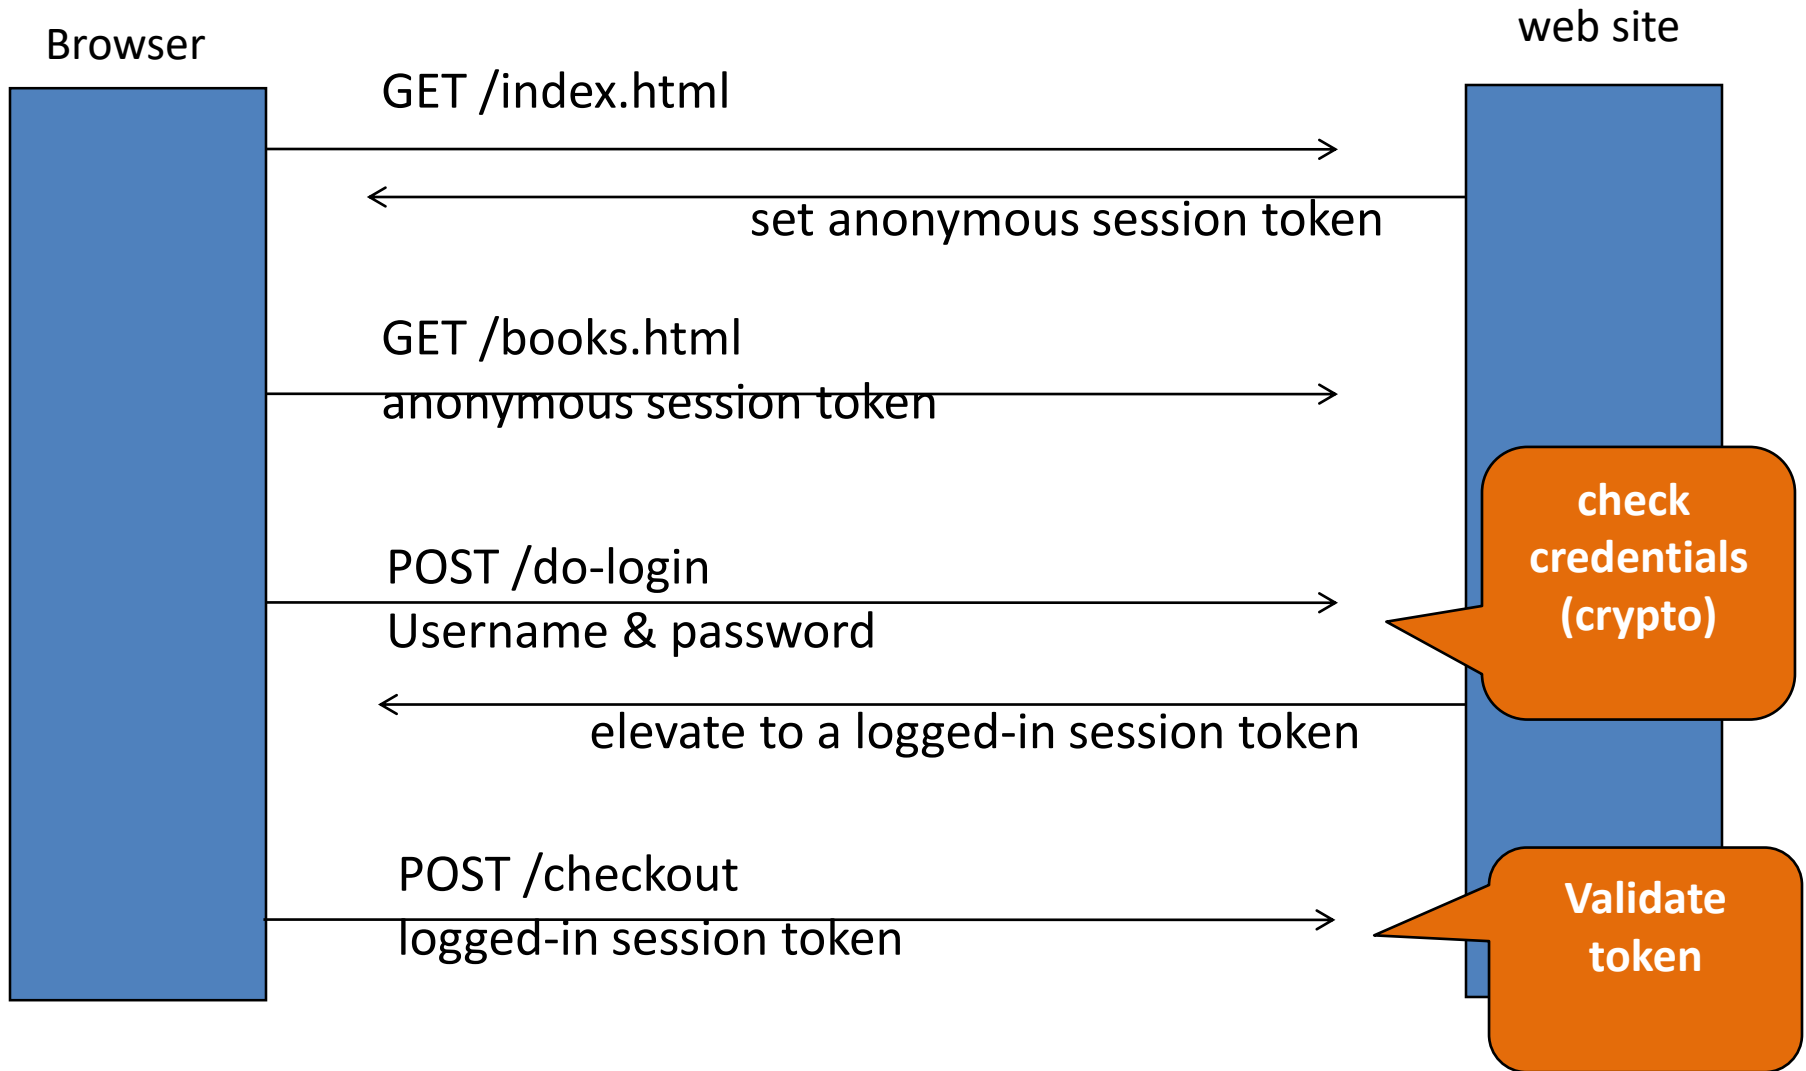 Browser
web site
GET /index.html
set anonymous session token
GET /books.html
anonymous session token
POST /do-login
Username & password
check
credentials
(crypto)
elevate to a logged-in session token
POST /checkout
logged-in session token
Validate
token